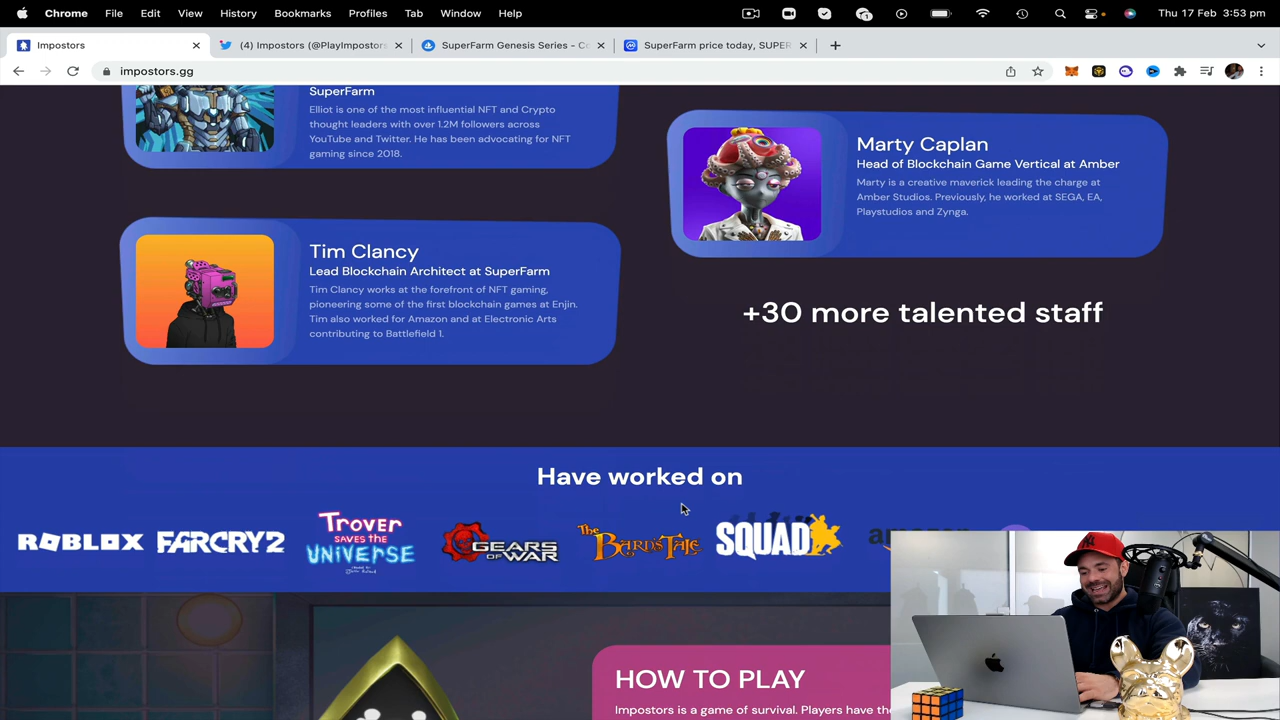 Chrome File Edit View History Bookmarks Profiles Tab Window Help
1
Thu 17 Feb 3:53 pm
Impostors
(4) Impostors (@PlayImpostors
SuperFarm Genesis Series - Co
SuperFarm price today, SUPER
impostors.gg
SuperFarm
Elliot is one of the most influential NFT and Crypto
thought leaders with over 1.2M followers across
YouTube and Twitter. He has been advocating for NFT
gaming since 2018.
Marty Caplan
Head of Blockchain Game Vertical at Amber
Marty is a creative maverick leading the charge at
Amber Studios. Previously, he worked at SEGA, EA,
Playstudios and Zynga.
Tim Clancy
Lead Blockchain Architect at SuperFarm
Tim Clancy works at the forefront of NFT gaming,
pioneering some of the first blockchain games at Enjin.
Tim also worked for Amazon and at Electronic Arts
contributing to Battlefield 1.
+30 more talented staff
Have worked on
ROBLOX
FARCRY2
TROVER
SAVES THE
UNIVERSE
GEARS
OF WAR
The
BARD'S TALE
SQUAD
amazon
HOW TO PLAY
Impostors is a game of survival. Players have the